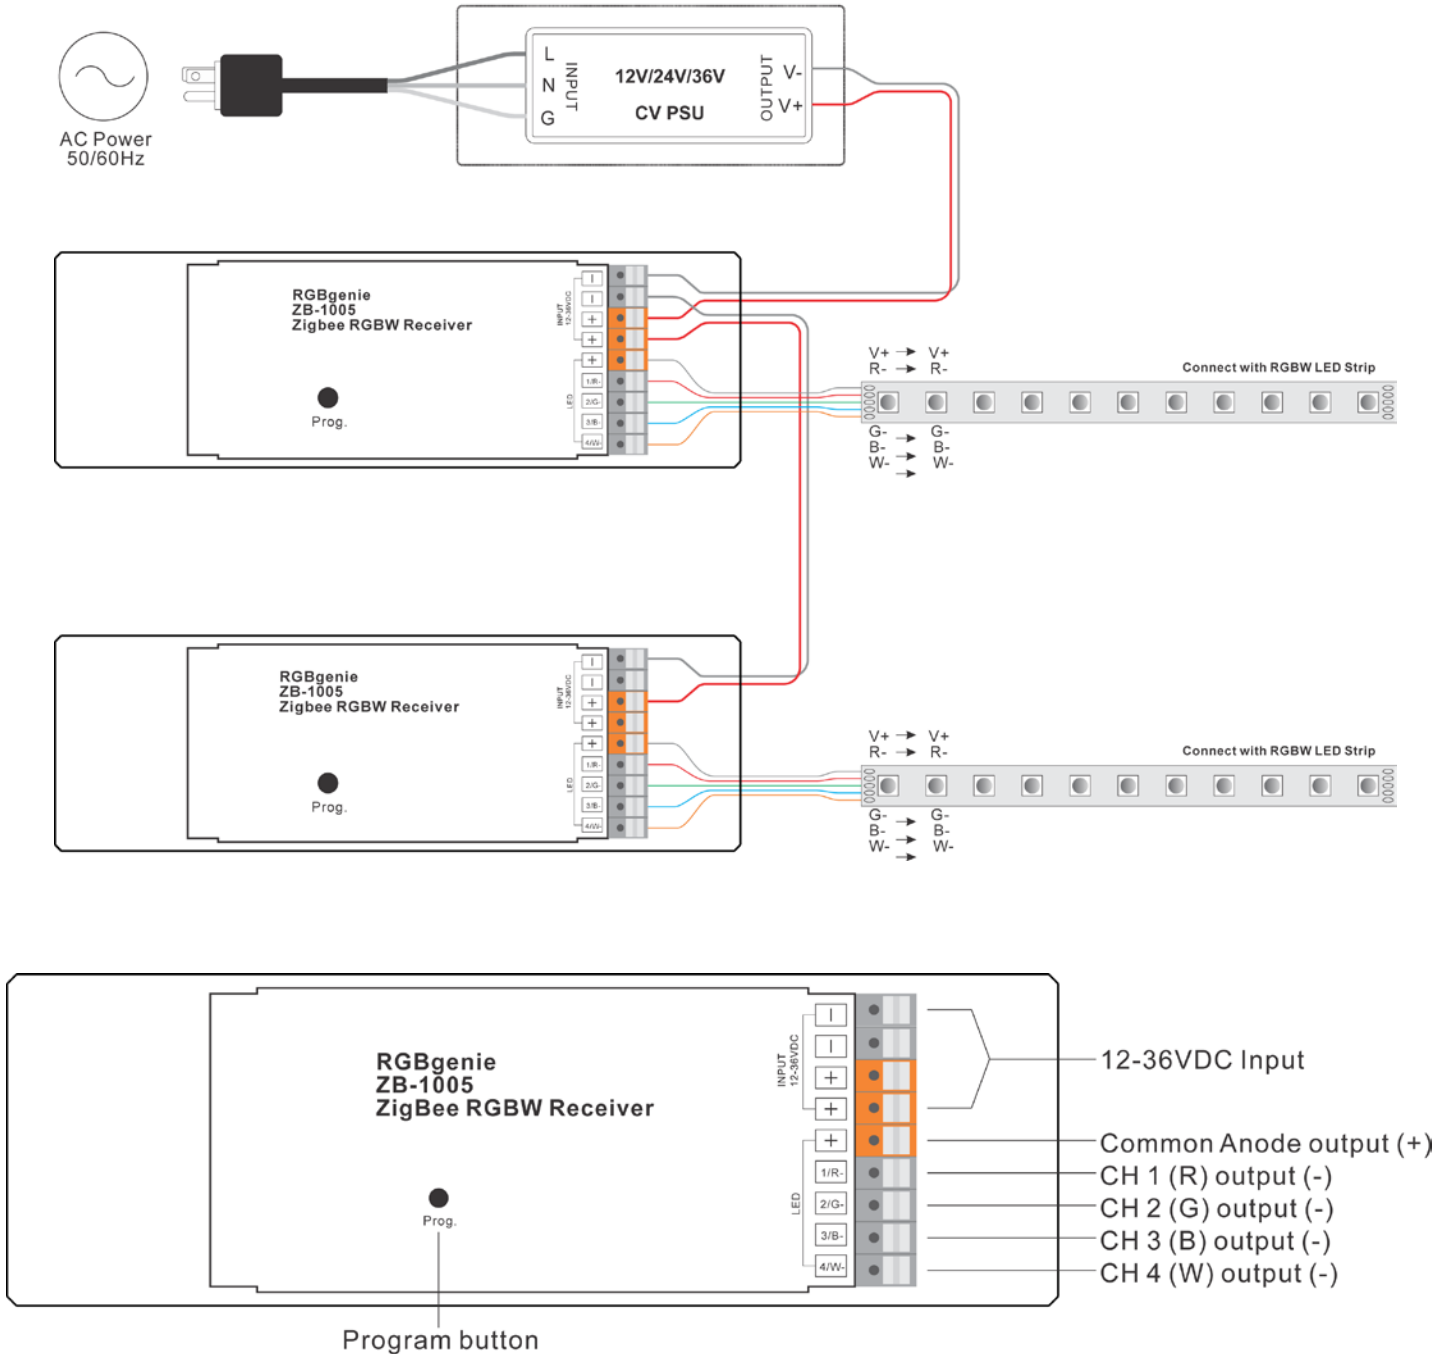 AC Power
50/60Hz
L
N
G
INPUT
12V/24V/36V
CV PSU
OUTPUT
V-
V+
RGBgenie
ZB-1005
Zigbee RGBW Receiver
Prog.
INPUT
12-36VDC
−
−
+
+
+
LED
1/R-
2/G-
3/B-
4/W-
V+ → V+
R- → R-
G- → G-
B- → B-
W- → W-
Connect with RGBW LED Strip
RGBgenie
ZB-1005
Zigbee RGBW Receiver
Prog.
INPUT
12-36VDC
−
−
+
+
+
LED
1/R-
2/G-
3/B-
4/W-
V+ → V+
R- → R-
G- → G-
B- → B-
W- → W-
Connect with RGBW LED Strip
RGBgenie
ZB-1005
ZigBee RGBW Receiver
Prog.
Program button
INPUT
12-36VDC
−
−
+
+
+
LED
1/R-
2/G-
3/B-
4/W-
12-36VDC Input
Common Anode output (+)
CH 1 (R) output (-)
CH 2 (G) output (-)
CH 3 (B) output (-)
CH 4 (W) output (-)